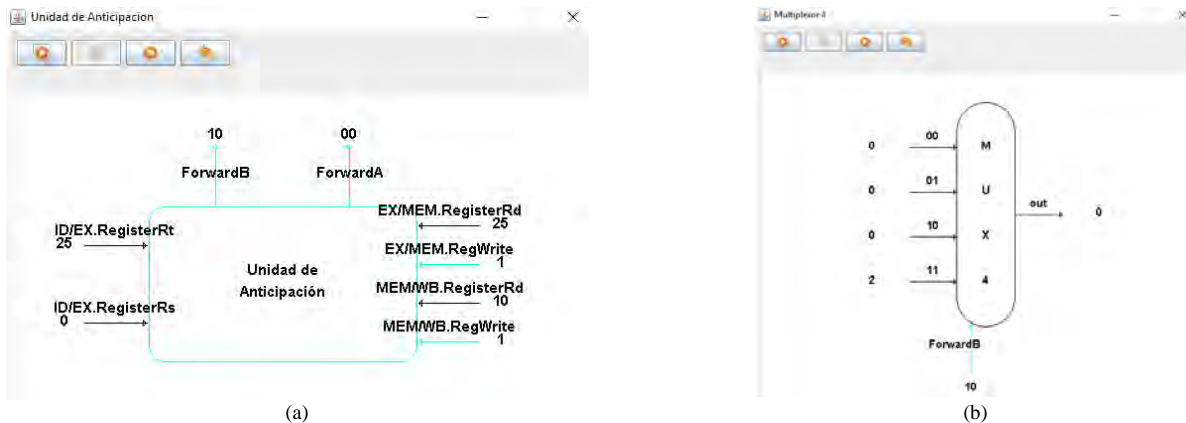 Unidad de Anticipacion
10
00
ForwardB
ForwardA
ID/EX.RegisterRt
25
ID/EX.RegisterRs
0
Unidad de
Anticipación
EX/MEM.RegisterRd
25
EX/MEM.RegWrite
1
MEM/WB.RegisterRd
10
MEM/WB.RegWrite
1
(a)
Multiplexor4
0
00
M
0
01
U
0
10
X
2
11
4
out
0
ForwardB
10
(b)